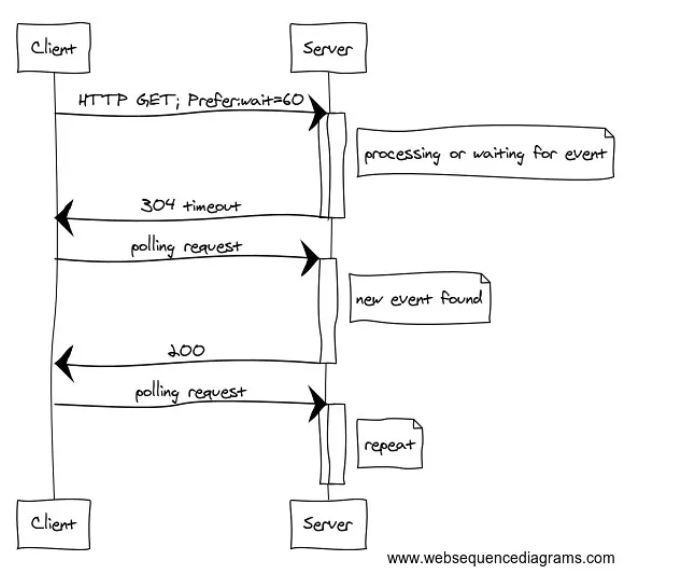 Client
Server
HTTP GET; Prefer:wait=60
processing or waiting for event
304 timeout
polling request
new event found
200
polling request
repeat
Client
Server
www.websequencediagrams.com